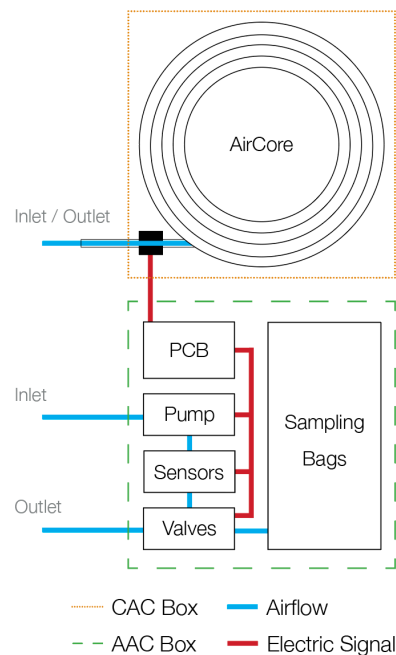 AirCore
Inlet / Outlet
PCB
Inlet
Pump
Sampling
Bags
Sensors
Outlet
Valves
CAC Box
Airflow
AAC Box
Electric Signal